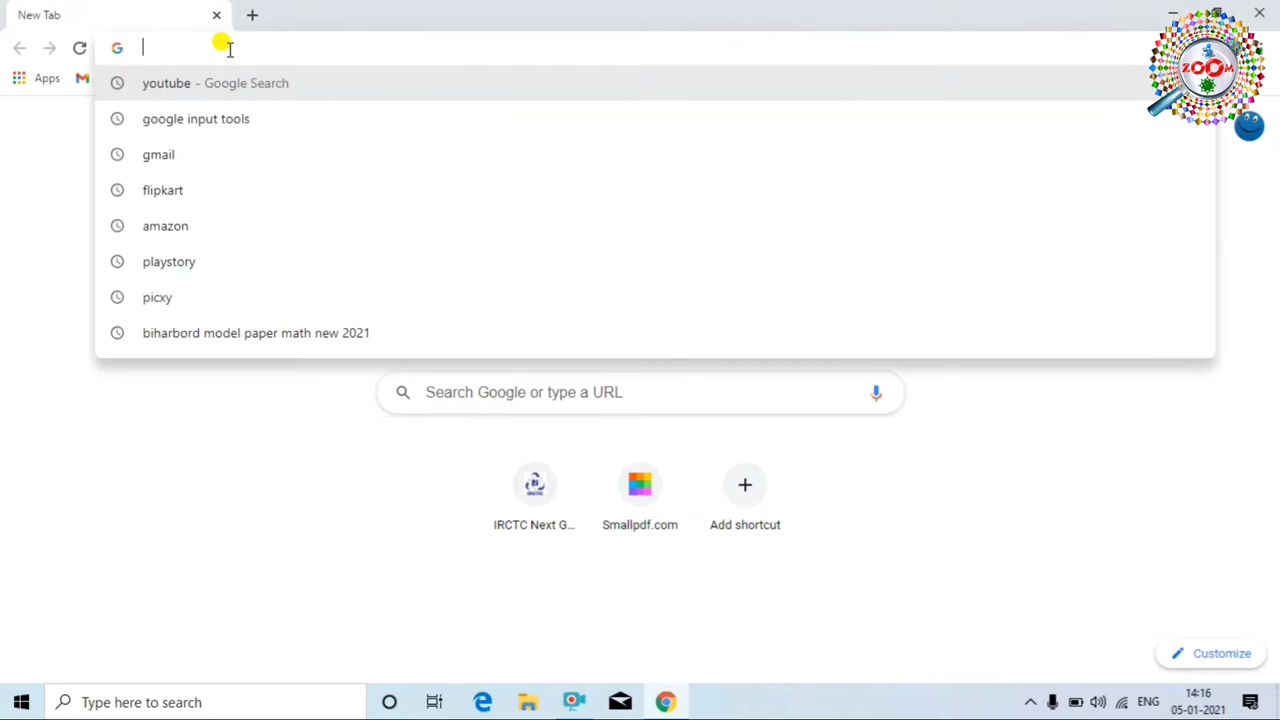 New Tab
youtube - Google Search
Apps
google input tools
gmail
flipkart
amazon
playstory
picxy
biharbord model paper math new 2021
Search Google or type a URL
IRCTC Next G...
Smallpdf.com
Add shortcut
Customize
Type here to search
ENG
14:16
05-01-2021
ZOOM